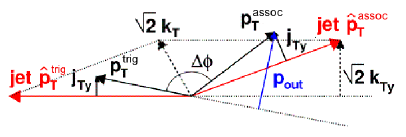 √2 k_T
p_T^assoc
jet p̂_T^assoc
jet p̂_T^trig
j_Ty
p_T^trig
Δϕ
j_Ty
p_out
√2 k_Ty